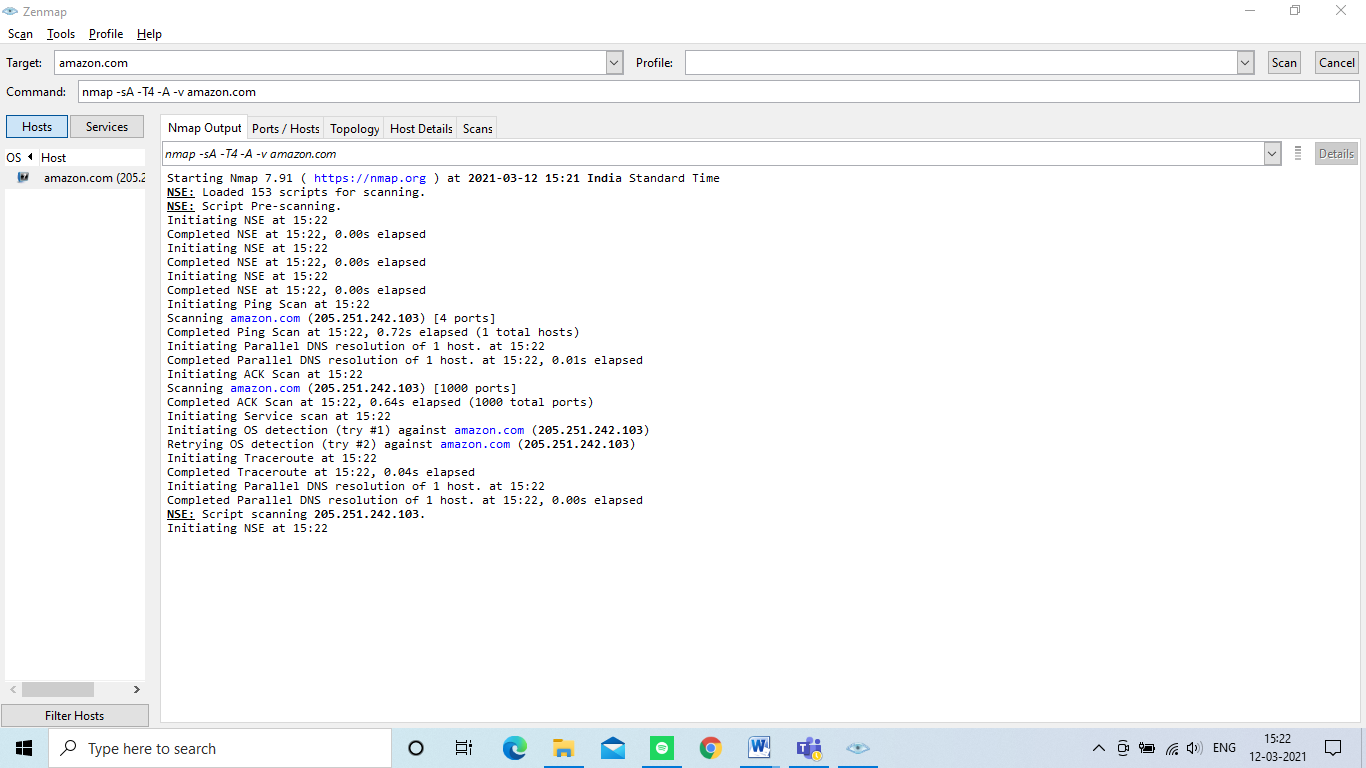 Zenmap
Scan Tools Profile Help
Target: amazon.com Profile: Scan Cancel
Command: nmap -sA -T4 -A -v amazon.com
Hosts Services Nmap Output Ports / Hosts Topology Host Details Scans
nmap -sA -T4 -A -v amazon.com Details
OS Host
amazon.com (205.2
Starting Nmap 7.91 ( https://nmap.org ) at 2021-03-12 15:21 India Standard Time
NSE: Loaded 153 scripts for scanning.
NSE: Script Pre-scanning.
Initiating NSE at 15:22
Completed NSE at 15:22, 0.00s elapsed
Initiating NSE at 15:22
Completed NSE at 15:22, 0.00s elapsed
Initiating NSE at 15:22
Completed NSE at 15:22, 0.00s elapsed
Initiating Ping Scan at 15:22
Scanning amazon.com (205.251.242.103) [4 ports]
Completed Ping Scan at 15:22, 0.72s elapsed (1 total hosts)
Initiating Parallel DNS resolution of 1 host. at 15:22
Completed Parallel DNS resolution of 1 host. at 15:22, 0.01s elapsed
Initiating ACK Scan at 15:22
Scanning amazon.com (205.251.242.103) [1000 ports]
Completed ACK Scan at 15:22, 0.64s elapsed (1000 total ports)
Initiating Service scan at 15:22
Initiating OS detection (try #1) against amazon.com (205.251.242.103)
Retrying OS detection (try #2) against amazon.com (205.251.242.103)
Initiating Traceroute at 15:22
Completed Traceroute at 15:22, 0.04s elapsed
Initiating Parallel DNS resolution of 1 host. at 15:22
Completed Parallel DNS resolution of 1 host. at 15:22, 0.00s elapsed
NSE: Script scanning 205.251.242.103.
Initiating NSE at 15:22
Filter Hosts
Type here to search
ENG
15:22
12-03-2021